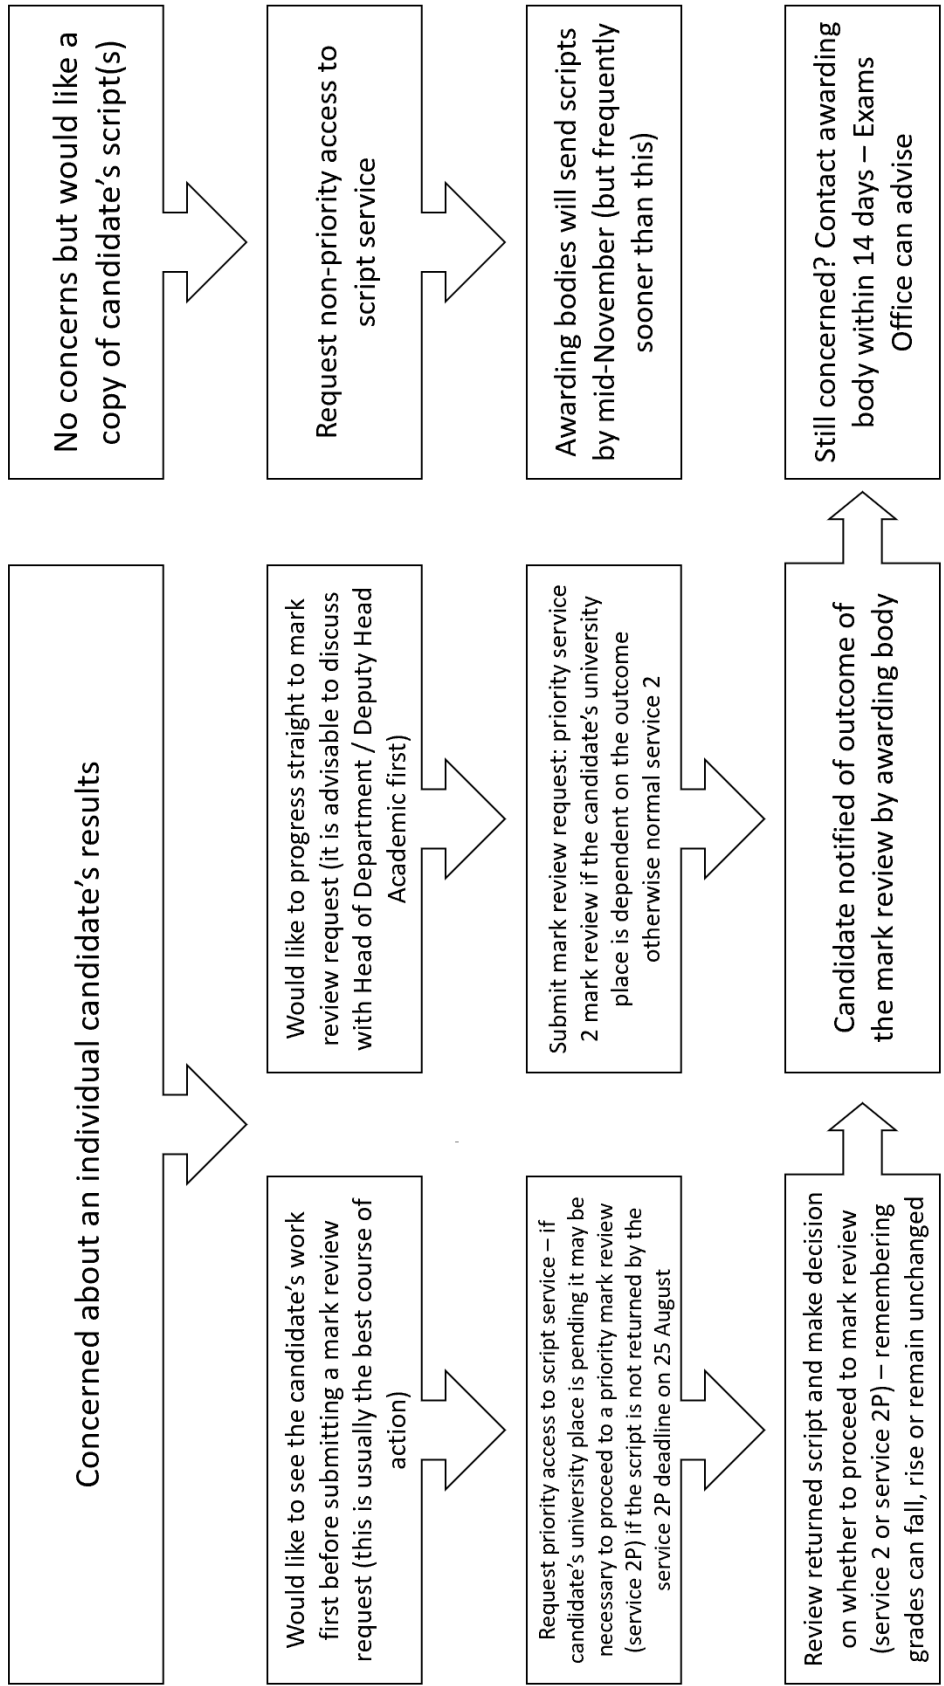 Concerned about an individual candidate's results
No concerns but would like a
copy of candidate's script(s)
Would like to see the candidate's work
first before submitting a mark review
request (this is usually the best course of
action)
Would like to progress straight to mark
review request (it is advisable to discuss
with Head of Department / Deputy Head
Academic first)
Request non-priority access to
script service
Request priority access to script service – if
candidate's university place is pending it may be
necessary to proceed to a priority mark review
(service 2P) if the script is not returned by the
service 2P deadline on 25 August
Submit mark review request: priority service
2 mark review if the candidate's university
place is dependent on the outcome
otherwise normal service 2
Awarding bodies will send scripts
by mid-November (but frequently
sooner than this)
Review returned script and make decision
on whether to proceed to mark review
(service 2 or service 2P) – remembering
grades can fall, rise or remain unchanged
Candidate notified of outcome of
the mark review by awarding body
Still concerned? Contact awarding
body within 14 days – Exams
Office can advise